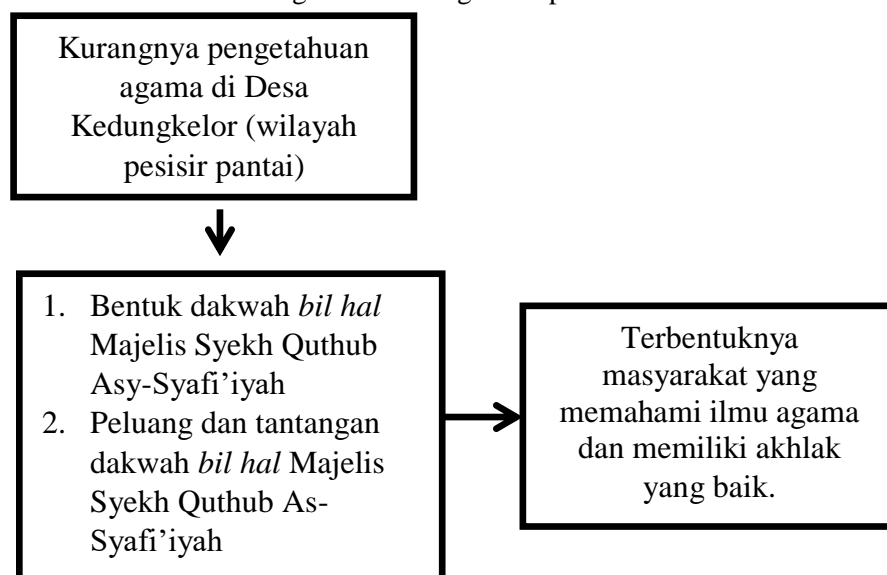 Kurangnya pengetahuan
agama di Desa
Kedungkelor (wilayah
pesisir pantai)
1. Bentuk dakwah bil hal
Majelis Syekh Quthub
Asy-Syafi’iyah
2. Peluang dan tantangan
dakwah bil hal Majelis
Syekh Quthub As-
Syafi’iyah
Terbentuknya
masyarakat yang
memahami ilmu agama
dan memiliki akhlak
yang baik.